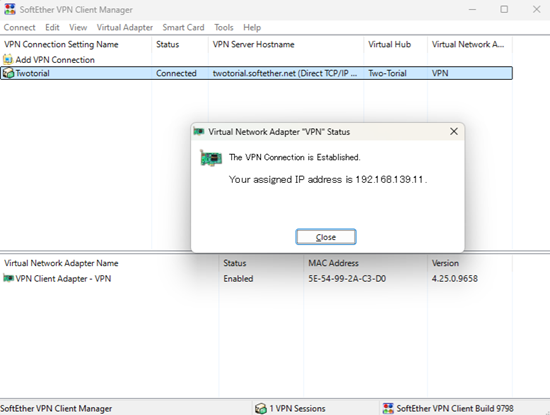 SoftEther VPN Client Manager
Connect Edit View Virtual Adapter Smart Card Tools Help
VPN Connection Setting Name Status VPN Server Hostname Virtual Hub Virtual Network A...
Add VPN Connection
Twotorial Connected twotorial.softether.net (Direct TCP/IP ... Two-Torial VPN
Virtual Network Adapter "VPN" Status
The VPN Connection is Established.
Your assigned IP address is 192.168.139.11.
Close
Virtual Network Adapter Name Status MAC Address Version
VPN Client Adapter - VPN Enabled 5E-54-99-2A-C3-D0 4.25.0.9658
SoftEther VPN Client Manager 1 VPN Sessions SoftEther VPN Client Build 9798